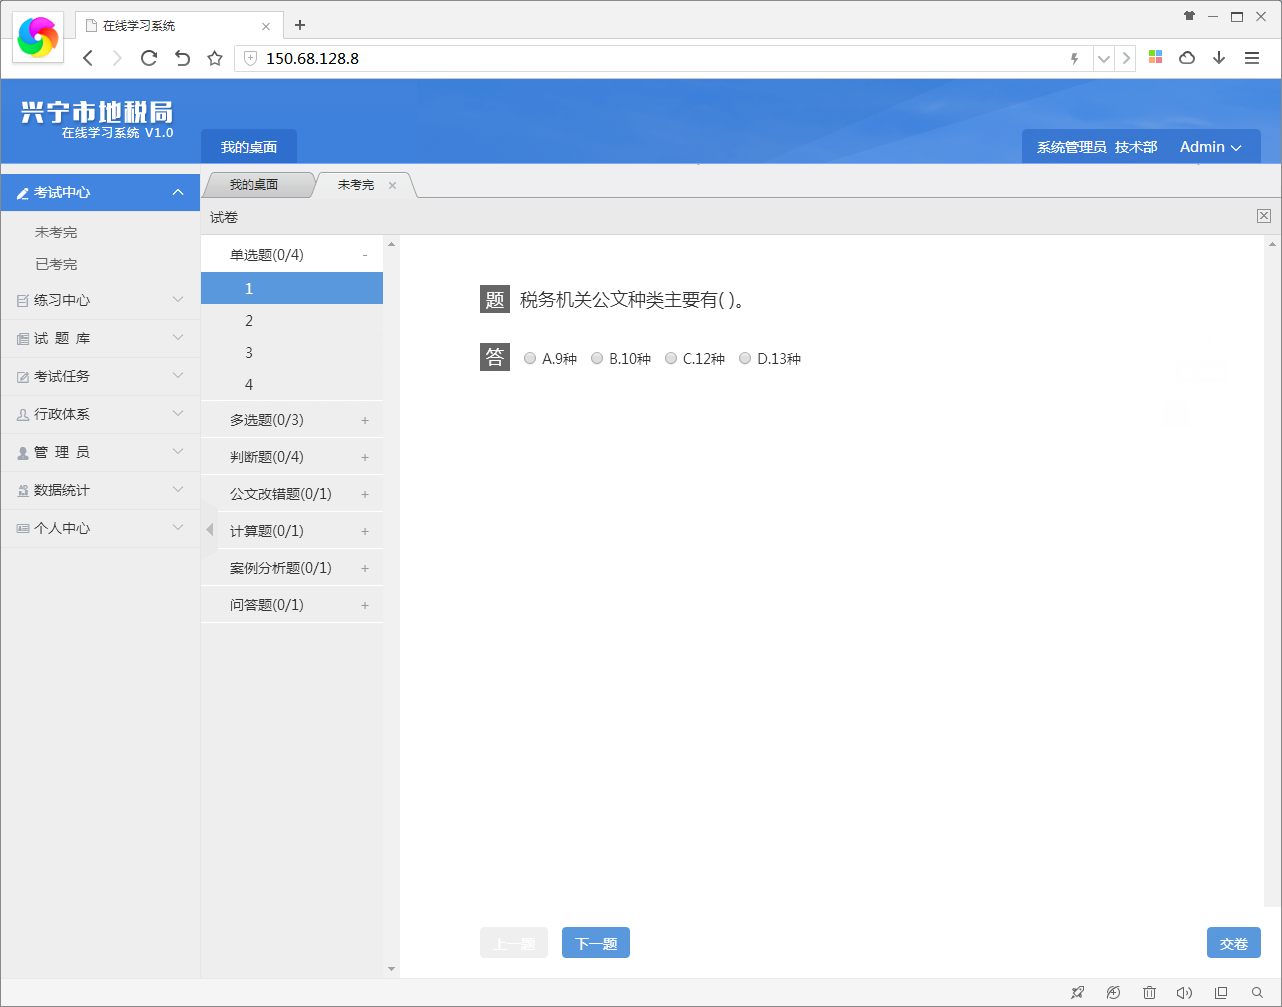 在线学习系统
150.68.128.8
兴宁市地税局
在线学习系统 V1.0
我的桌面
系统管理员 技术部 Admin
考试中心
未考完
已考完
练习中心
试 题 库
考试任务
行政体系
管 理 员
数据统计
个人中心
我的桌面
未考完
试卷
单选题(0/4) -
1
2
3
4
多选题(0/3) +
判断题(0/4) +
公文改错题(0/1) +
计算题(0/1) +
案例分析题(0/1) +
问答题(0/1) +
题 税务机关公文种类主要有( )。
答 A.9种 B.10种 C.12种 D.13种
上一题 下一题 交卷